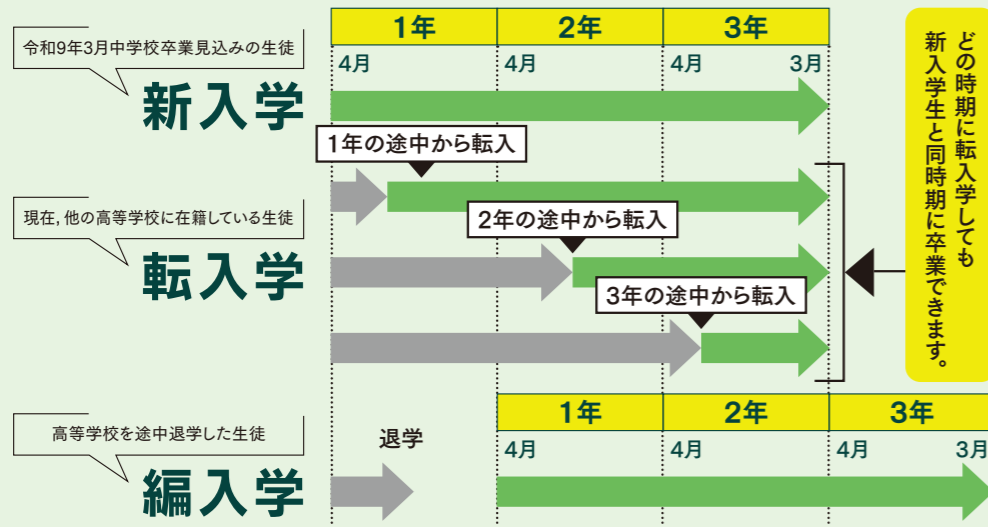 1年 2年 3年
令和9年3月中学校卒業見込みの生徒
4月 4月 4月 3月
新入学
どの時期に転入学しても
新入学生と同時期に卒業できます。
1年の途中から転入
現在,他の高等学校に在籍している生徒
2年の途中から転入
転入学
3年の途中から転入
1年 2年 3年
高等学校を途中退学した生徒
退学
4月 4月 4月 3月
編入学